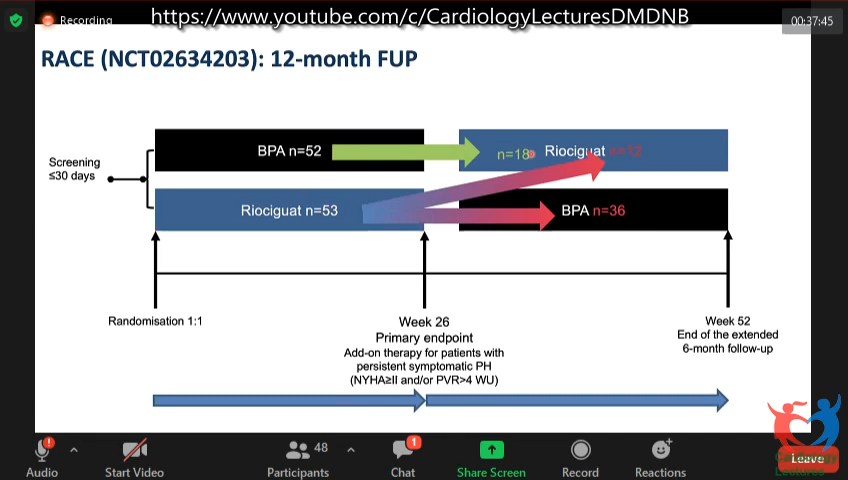 Recording
https://www.youtube.com/c/CardiologyLecturesDMDNB
00:37:45
RACE (NCT02634203): 12-month FUP
Screening
≤30 days
BPA n=52
n=18
Riociguat n=12
Riociguat n=53
BPA n=36
Randomisation 1:1
Week 26
Primary endpoint
Add-on therapy for patients with
persistent symptomatic PH
(NYHA≥II and/or PVR>4 WU)
Week 52
End of the extended
6-month follow-up
48
1
Audio
Start Video
Participants
Chat
Share Screen
Record
Reactions
Leave
Cardiology
Lectures